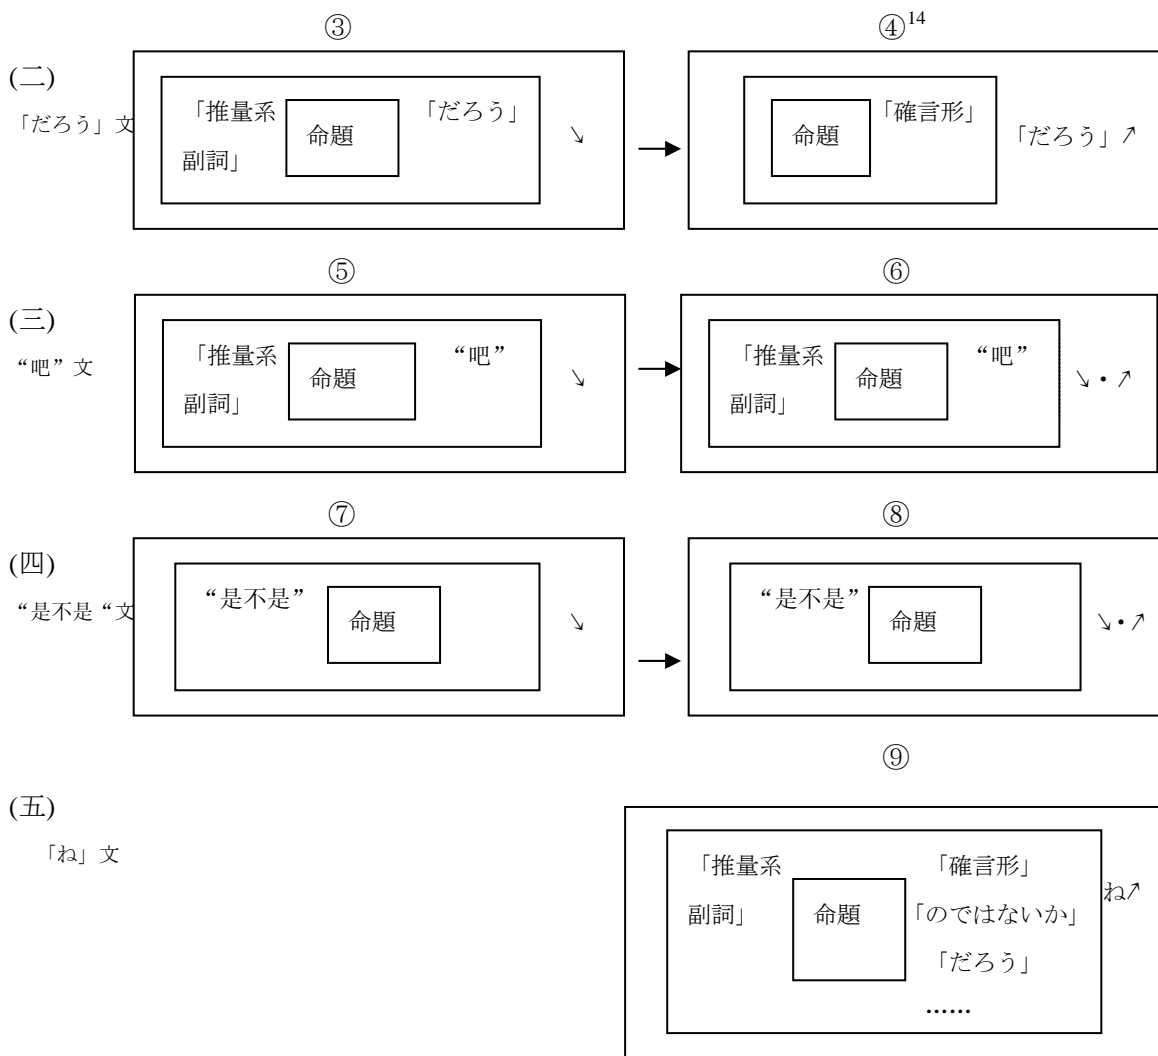 ③ ④14
(二)
「だろう」文
「推量系 命題 「だろう」 ↘
副詞」
→
命題 「確言形」 「だろう」↗
⑤ ⑥
(三)
“吧”文
「推量系 命題 “吧” ↘
副詞」
→
「推量系 命題 “吧” ↘・↗
副詞」
⑦ ⑧
(四)
“是不是“文
“是不是” 命題 ↘
→
“是不是” 命題 ↘・↗
⑨
(五)
「ね」文
「推量系 「確言形」
副詞」 命題 「のではないか」 ね↗
「だろう」
……